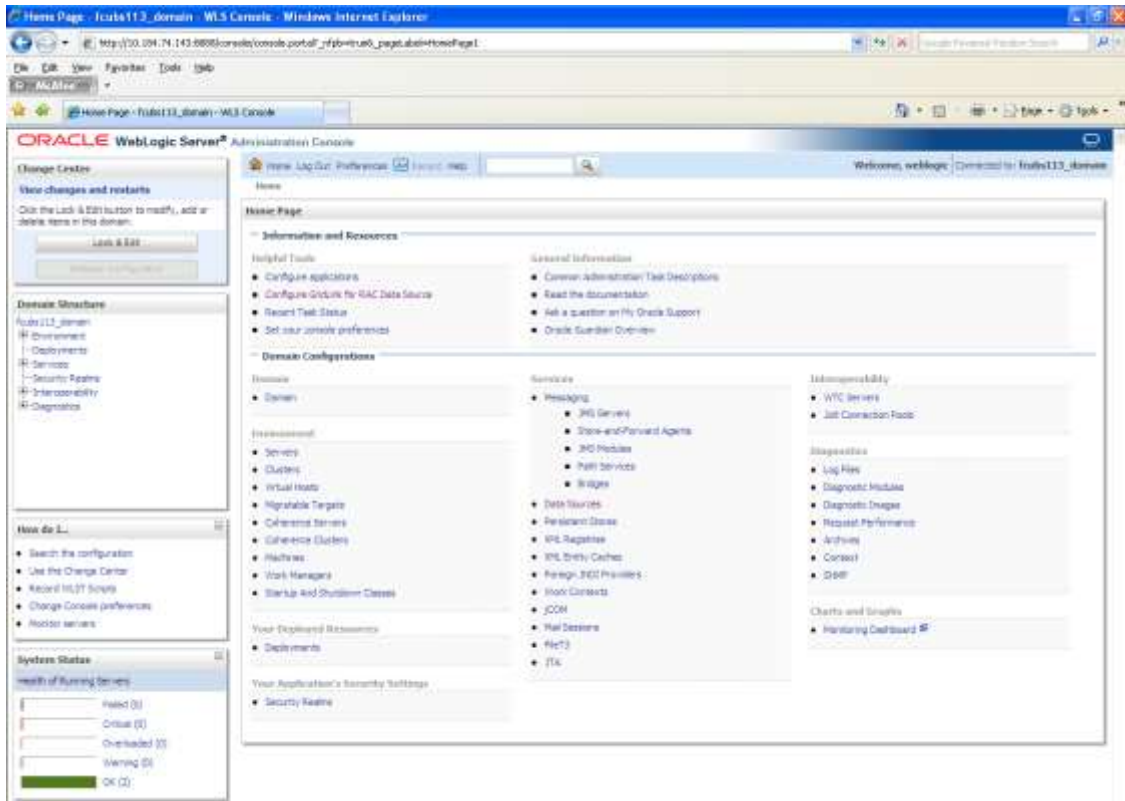 Home Page - fcubs113_domain - WLS Console - Windows Internet Explorer
File Edit View Favorites Tools Help
McAfee
Home Page - fcubs113_domain - WLS Console
Page Tools
ORACLE WebLogic Server® Administration Console
Change Center
View changes and restarts
Click the Lock & Edit button to modify, add or
delete items in this domain.
Lock & Edit
Home Log Out Preferences Record Help
Welcome, weblogic Connected to: fcubs113_domain
Home
Home Page
Information and Resources
Helpful Tools
Configure applications
Configure GridLink for RAC Data Source
Recent Task Status
Set your console preferences
General Information
Common Administration Task Descriptions
Read the documentation
Ask a question on My Oracle Support
Oracle Guardian Overview
Domain Structure
fcubs113_domain
Environment
Deployments
Services
Security Realms
Interoperability
Diagnostics
Domain Configurations
Domain
Domain
Environment
Servers
Clusters
Virtual Hosts
Migratable Targets
Coherence Servers
Coherence Clusters
Machines
Work Managers
Startup And Shutdown Classes
Your Deployed Resources
Deployments
Your Application's Security Settings
Security Realms
Services
Messaging
JMS Servers
Store-and-Forward Agents
JMS Modules
Path Services
Bridges
Data Sources
Persistent Stores
XML Registries
XML Entity Caches
Foreign JNDI Providers
Work Contexts
jCOM
Mail Sessions
FileT3
JTA
Interoperability
WTC Servers
Jolt Connection Pools
Diagnostics
Log Files
Diagnostic Modules
Diagnostic Images
Request Performance
Archives
Context
SNMP
Charts and Graphs
Monitoring Dashboard
How do I...
Search the configuration
Use the Change Center
Record WLST Scripts
Change Console preferences
Monitor servers
System Status
Health of Running Servers
Failed (0)
Critical (0)
Overloaded (0)
Warning (0)
OK (2)